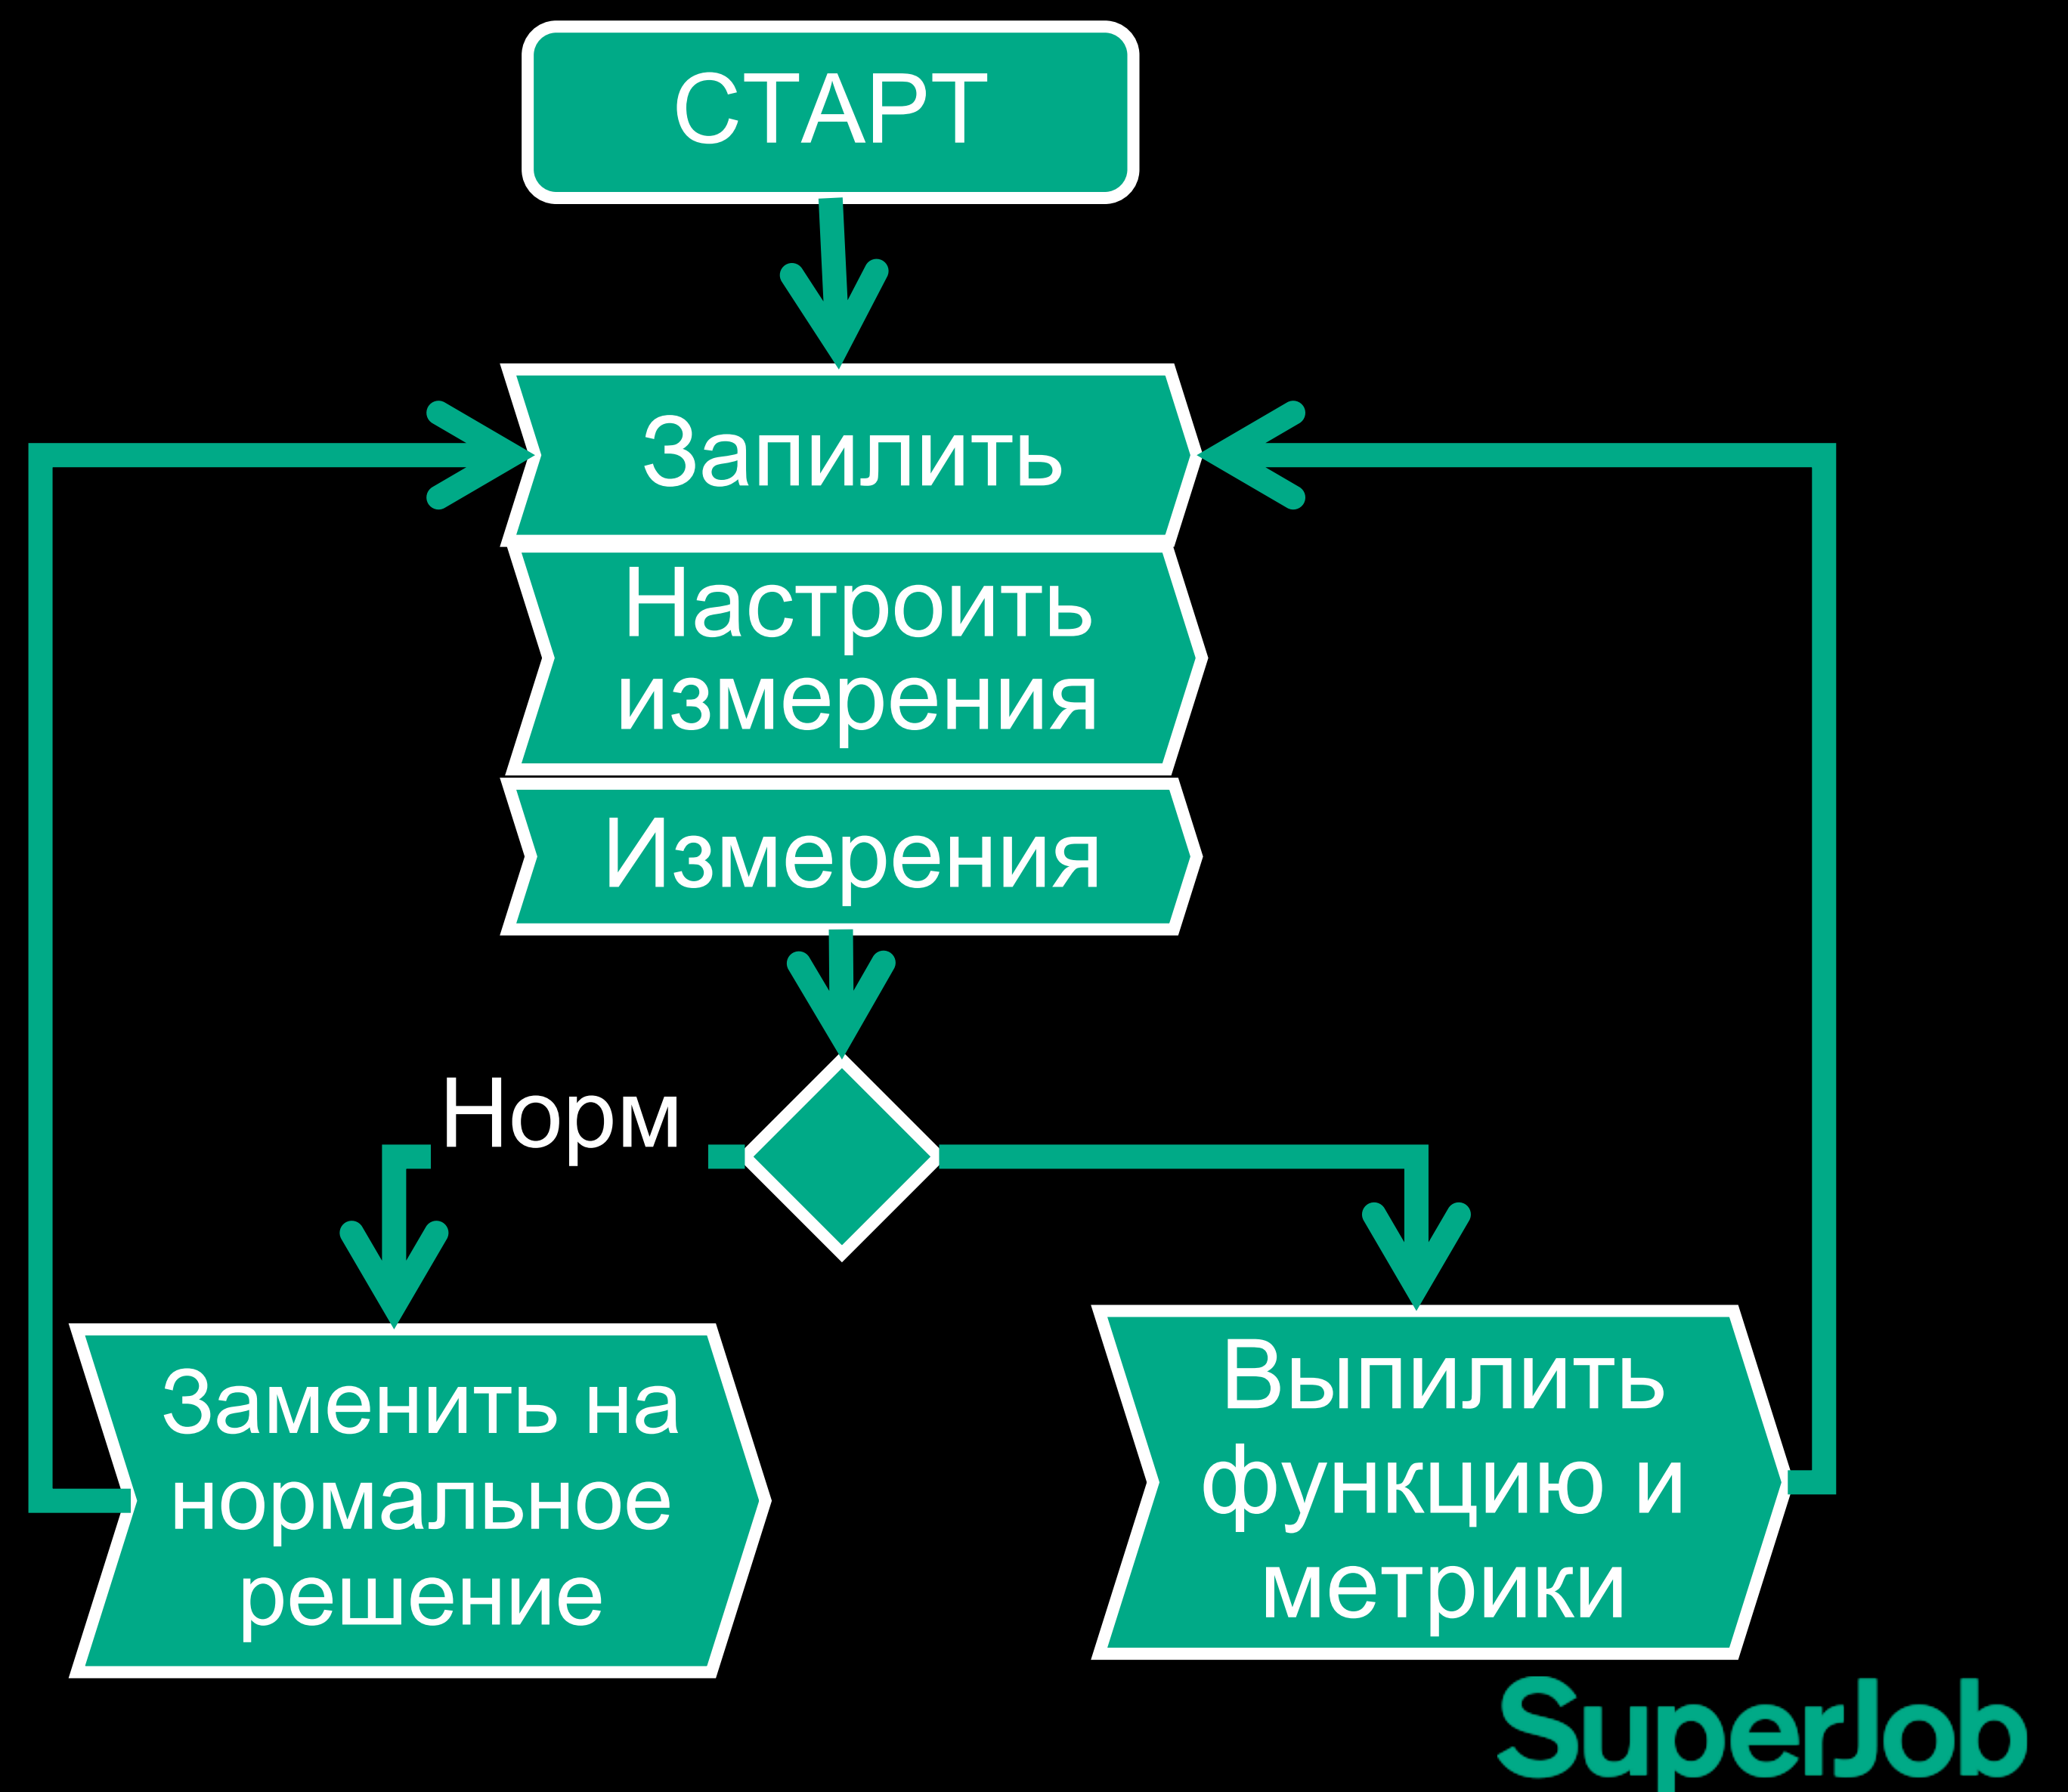 СТАРТ
Запилить
Настроить
измерения
Измерения
Норм
Заменить на
нормальное
решение
Выпилить
функцию и
метрики
SuperJob